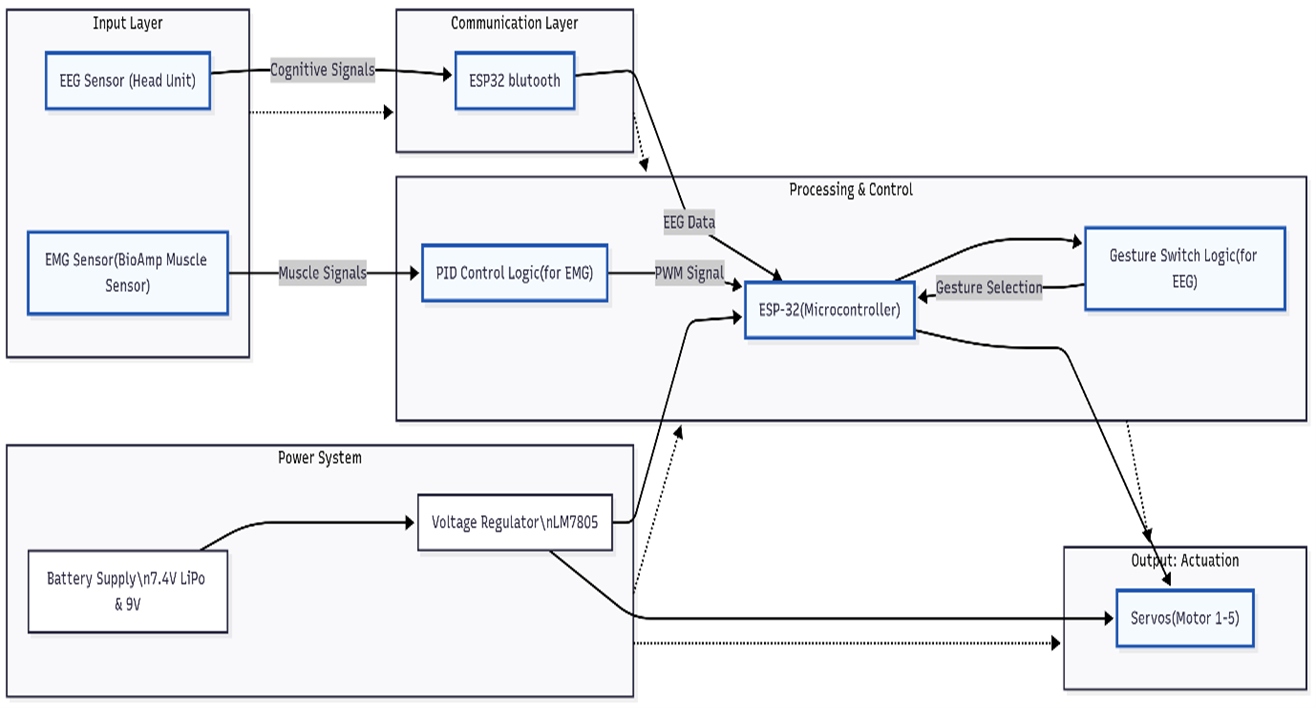 Input Layer
Communication Layer
EEG Sensor (Head Unit)
Cognitive Signals
ESP32 blutooth
Processing & Control
EEG Data
EMG Sensor(BioAmp Muscle
Sensor)
Muscle Signals
PID Control Logic(for EMG)
PWM Signal
ESP-32(Microcontroller)
Gesture Selection
Gesture Switch Logic(for
EEG)
Power System
Voltage Regulator\nLM7805
Battery Supply\n7.4V LiPo
& 9V
Output: Actuation
Servos(Motor 1-5)